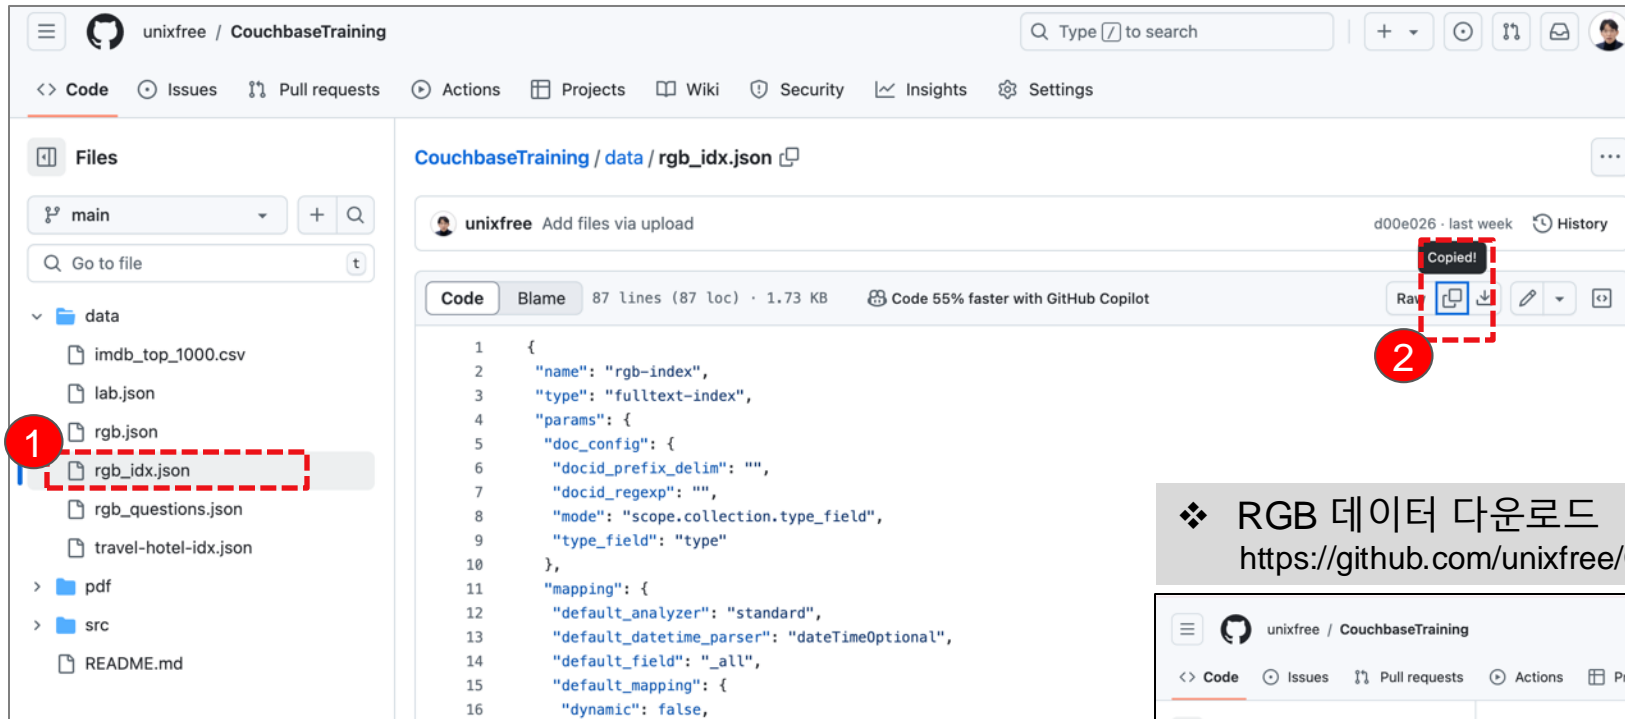 unixfree / CouchbaseTraining
Type / to search
Code Issues Pull requests Actions Projects Wiki Security Insights Settings
Files
main
Go to file t
data
imdb_top_1000.csv
lab.json
rgb.json
1
rgb_idx.json
rgb_questions.json
travel-hotel-idx.json
pdf
src
README.md
CouchbaseTraining / data / rgb_idx.json
unixfree Add files via upload
d00e026 · last week History
Copied!
Code Blame 87 lines (87 loc) · 1.73 KB Code 55% faster with GitHub Copilot
Raw
2
1 {
2 "name": "rgb-index",
3 "type": "fulltext-index",
4 "params": {
5 "doc_config": {
6 "docid_prefix_delim": "",
7 "docid_regexp": "",
8 "mode": "scope.collection.type_field",
9 "type_field": "type"
10 },
11 "mapping": {
12 "default_analyzer": "standard",
13 "default_datetime_parser": "dateTimeOptional",
14 "default_field": "_all",
15 "default_mapping": {
16 "dynamic": false,
❖ RGB 데이터 다운로드
https://github.com/unixfree/
unixfree / CouchbaseTraining
Code Issues Pull requests Actions